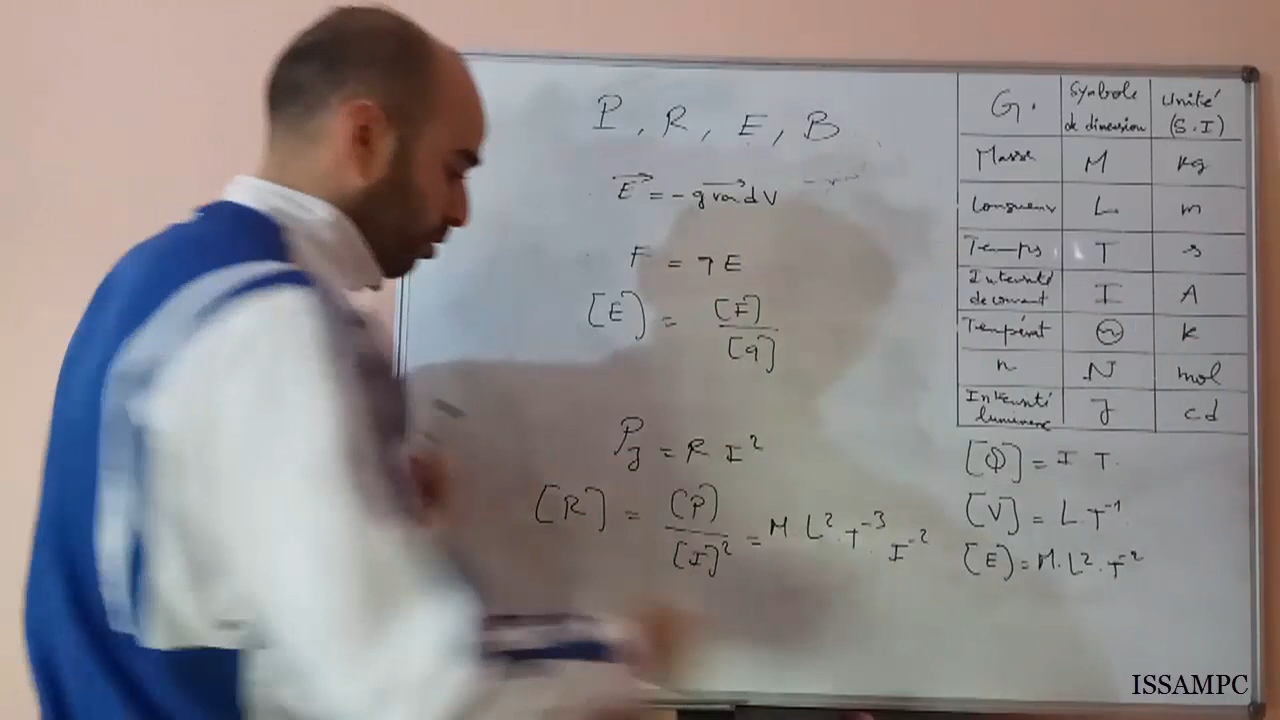 P, R, E, B
E = - grad V
F = qE
[E] = [F] / [q]
P_J = R I²
[R] = [P] / [I]² = M L². T⁻³. I⁻²
G. | Symbole de dimension | Unité (S.I)
Masse | M | kg
Longueur | L | m
Temps | T | s
Intensité de courant | I | A
Températ | Θ | k
n | N | mol
Intensité lumineuse | J | cd
[Q] = I T.
[V] = L.T⁻¹
[E] = M.L².T⁻²
ISSAMPC